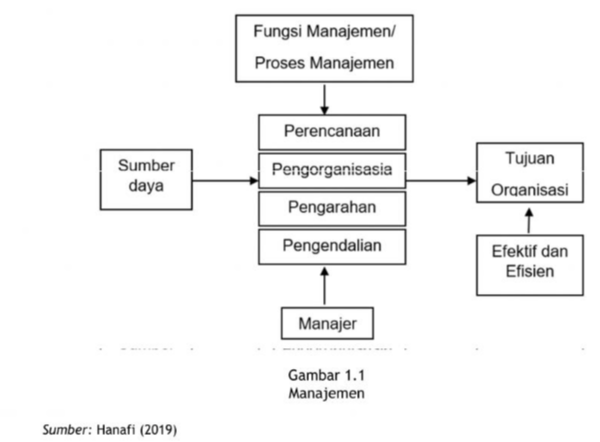 Fungsi Manajemen/
Proses Manajemen
Perencanaan
Pengorganisasia
Pengarahan
Pengendalian
Sumber
daya
Tujuan
Organisasi
Efektif dan
Efisien
Manajer
Gambar 1.1
Manajemen
Sumber: Hanafi (2019)